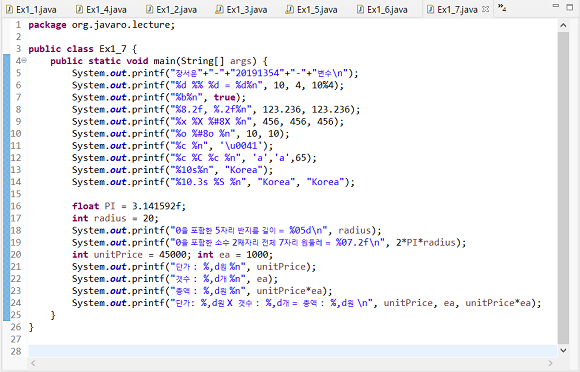 Ex1_1.java Ex1_4.java Ex1_2.java Ex1_3.java Ex1_5.java Ex1_6.java Ex1_7.java 4
1 package org.javaro.lecture;
2
3 public class Ex1_7 {
4 public static void main(String[] args) {
5 System.out.printf("장서윤"+"-"+"20191354"+"-"+"변수\n");
6 System.out.printf("%d %% %d = %d%n", 10, 4, 10%4);
7 System.out.printf("%b%n", true);
8 System.out.printf("%8.2f, %.2f%n", 123.236, 123.236);
9 System.out.printf("%x %X %#8X %n", 456, 456, 456);
10 System.out.printf("%o %#8o %n", 10, 10);
11 System.out.printf("%c %n", '\u0041');
12 System.out.printf("%c %C %c %n", 'a','a',65);
13 System.out.printf("%10s%n", "Korea");
14 System.out.printf("%10.3s %S %n", "Korea", "Korea");
15
16 float PI = 3.141592f;
17 int radius = 20;
18 System.out.printf("0을 포함한 5자리 반지름 길이 = %05d\n", radius);
19 System.out.printf("0을 포함한 소수 2째자리 전체 7자리 원둘레 = %07.2f\n", 2*PI*radius);
20 int unitPrice = 45000; int ea = 1000;
21 System.out.printf("단가 : %,d원 %n", unitPrice);
22 System.out.printf("갯수 : %,d개 %n", ea);
23 System.out.printf("총액 : %,d원 %n", unitPrice*ea);
24 System.out.printf("단가: %,d원 X 갯수 : %,d개 = 총액 : %,d원 \n", unitPrice, ea, unitPrice*ea);
25 }
26 }
27
28